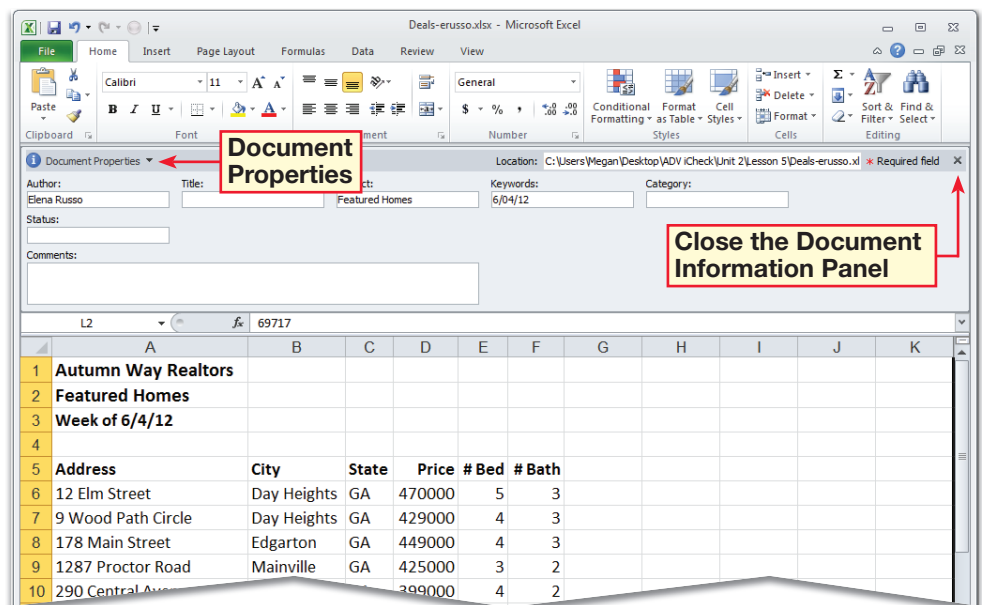 Deals-erusso.xlsx - Microsoft Excel
File Home Insert Page Layout Formulas Data Review View
Paste
Calibri 11 A A
B I U A
General
$ % , .00 .00
Conditional Formatting
Format as Table
Cell Styles
Insert
Delete
Format
Σ
Sort & Filter
Find & Select
Clipboard Font Number Styles Cells Editing
Document Properties
Document
Properties
Location: C:\Users\Megan\Desktop\ADV iCheck\Unit 2\Lesson 5\Deals-erusso.xl * Required field
Author: Title: Keywords: Category:
Elena Russo Featured Homes 6/04/12
Status:
Comments:
Close the Document
Information Panel
L2 fx 69717
A B C D E F G H I J K
1 Autumn Way Realtors
2 Featured Homes
3 Week of 6/4/12
4
5 Address City State Price # Bed # Bath
6 12 Elm Street Day Heights GA 470000 5 3
7 9 Wood Path Circle Day Heights GA 429000 4 3
8 178 Main Street Edgarton GA 449000 4 3
9 1287 Proctor Road Mainville GA 425000 3 2
10 290 Central 399000 4 2